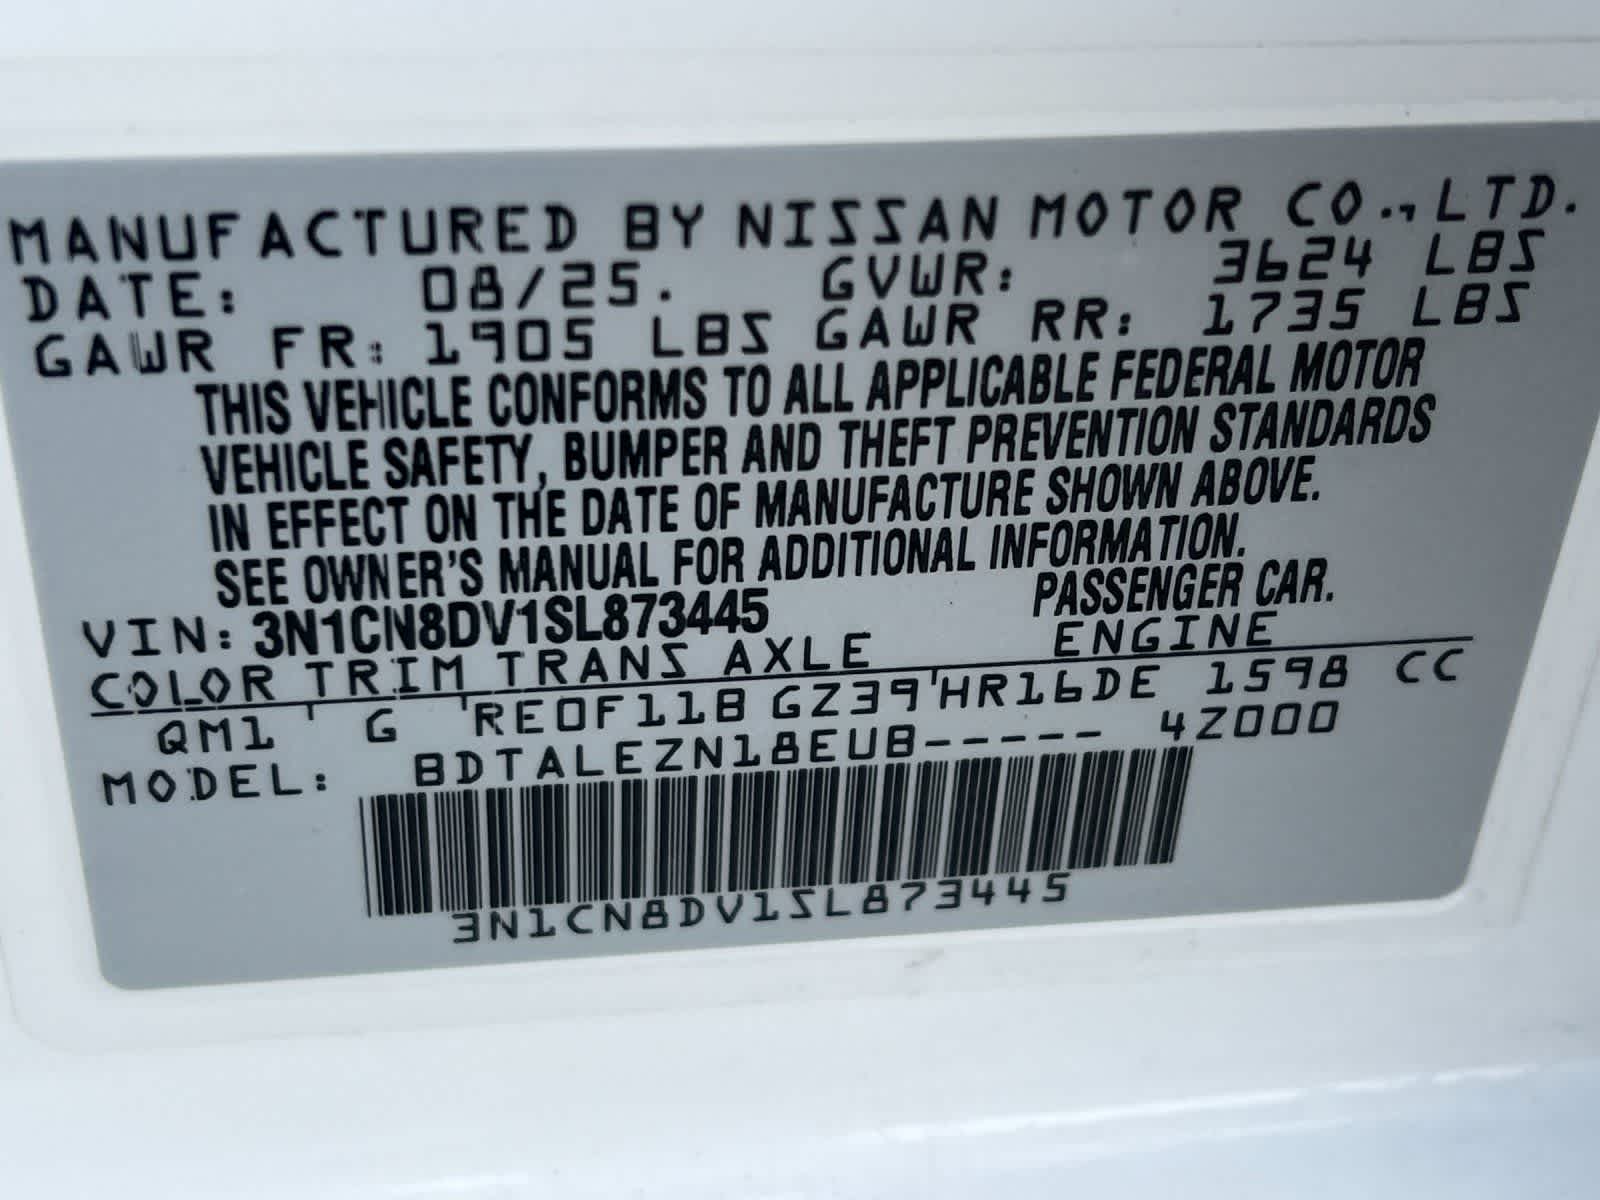 MANUFACTURED BY NISSAN MOTOR CO., LTD.
DATE: 08/25. GVWR: 3624 LBS
GAWR FR: 1905 LBS GAWR RR: 1735 LBS
THIS VEHICLE CONFORMS TO ALL APPLICABLE FEDERAL MOTOR
VEHICLE SAFETY, BUMPER AND THEFT PREVENTION STANDARDS
IN EFFECT ON THE DATE OF MANUFACTURE SHOWN ABOVE.
SEE OWNER'S MANUAL FOR ADDITIONAL INFORMATION.
VIN: 3N1CN8DV1SL873445 PASSENGER CAR.
COLOR TRIM TRANS AXLE ENGINE
QM1 G RE0F11B GZ39 HR16DE 1598 CC
MODEL: BDTALEZN18EUB----- 4Z000
3N1CN8DV1SL873445